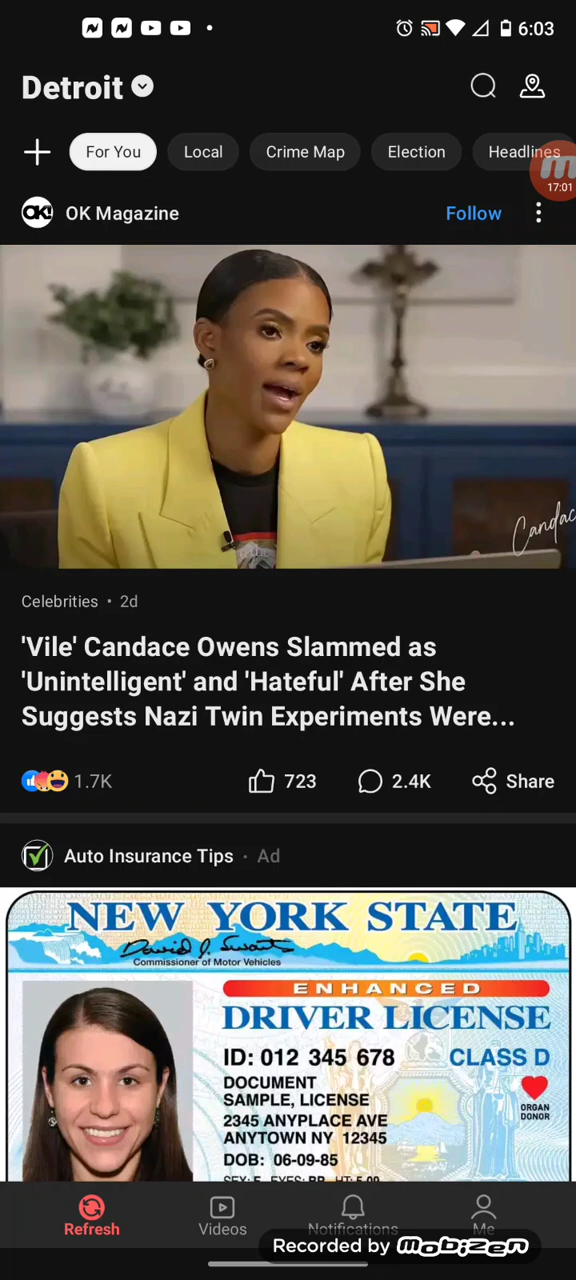 6:03
Detroit
For You
Local
Crime Map
Election
Headlines
17:01
OK!
OK Magazine
Follow
Candac
Celebrities • 2d
'Vile' Candace Owens Slammed as
'Unintelligent' and 'Hateful' After She
Suggests Nazi Twin Experiments Were...
1.7K
723
2.4K
Share
Auto Insurance Tips · Ad
NEW YORK STATE
Commissioner of Motor Vehicles
ENHANCED
DRIVER LICENSE
ID: 012 345 678 CLASS D
DOCUMENT
SAMPLE, LICENSE
2345 ANYPLACE AVE
ANYTOWN NY 12345
DOB: 06-09-85
ORGAN
DONOR
Refresh
Videos
Notifications
Me
Recorded by mobizen